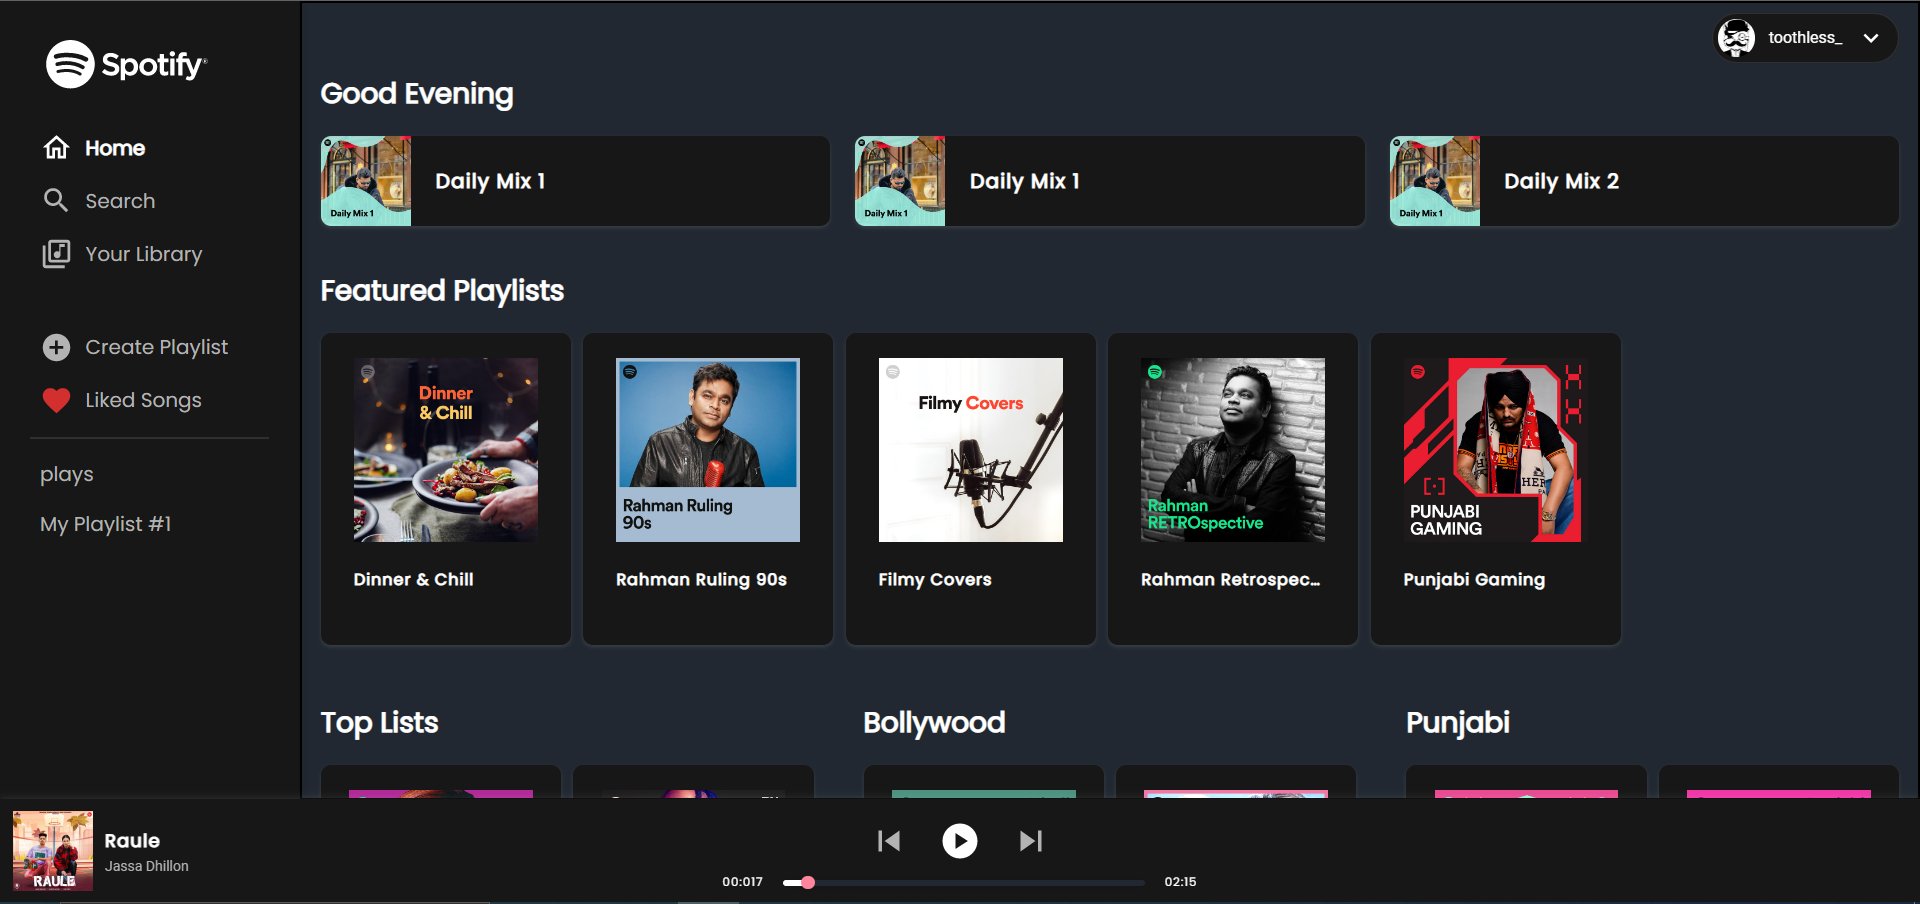 Spotify
Home
Search
Your Library
Create Playlist
Liked Songs
plays
My Playlist #1
toothless_
Good Evening
Daily Mix 1
Daily Mix 1
Daily Mix 1
Daily Mix 1
Daily Mix 1
Daily Mix 2
Featured Playlists
Dinner
& Chill
Dinner & Chill
Rahman Ruling
90s
Rahman Ruling 90s
Filmy Covers
Filmy Covers
Rahman
RETROspective
Rahman Retrospec...
PUNJABI
GAMING
Punjabi Gaming
Top Lists
Bollywood
Punjabi
RAULE
Raule
Jassa Dhillon
00:017
02:15